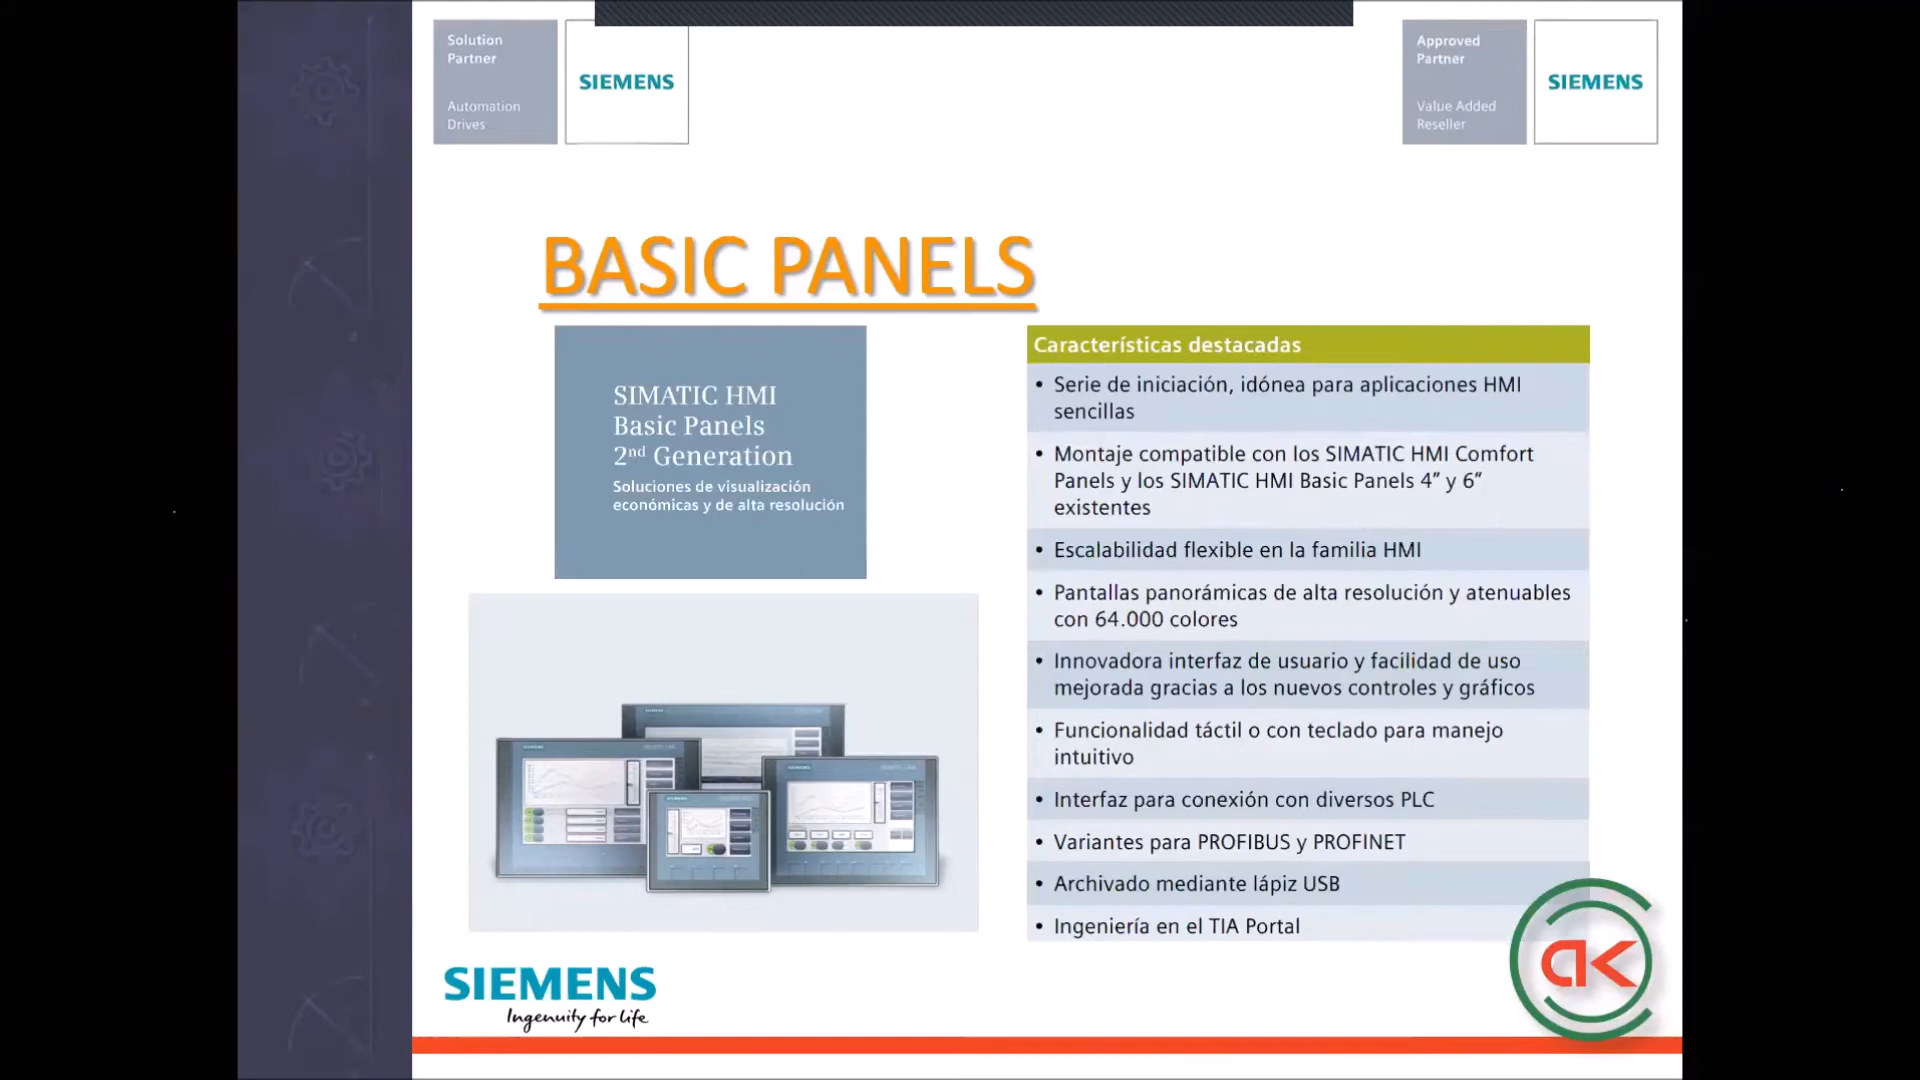 Solution
Partner
Automation
Drives
SIEMENS
Approved
Partner
Value Added
Reseller
SIEMENS
BASIC PANELS
SIMATIC HMI
Basic Panels
2nd Generation
Soluciones de visualización
económicas y de alta resolución
Características destacadas
• Serie de iniciación, idónea para aplicaciones HMI
sencillas
• Montaje compatible con los SIMATIC HMI Comfort
Panels y los SIMATIC HMI Basic Panels 4” y 6“
existentes
• Escalabilidad flexible en la familia HMI
• Pantallas panorámicas de alta resolución y atenuables
con 64.000 colores
• Innovadora interfaz de usuario y facilidad de uso
mejorada gracias a los nuevos controles y gráficos
• Funcionalidad táctil o con teclado para manejo
intuitivo
• Interfaz para conexión con diversos PLC
• Variantes para PROFIBUS y PROFINET
• Archivado mediante lápiz USB
• Ingeniería en el TIA Portal
SIEMENS
SIEMENS
SIEMENS
SIEMENS
SIEMENS
Ingenuity for life
ak